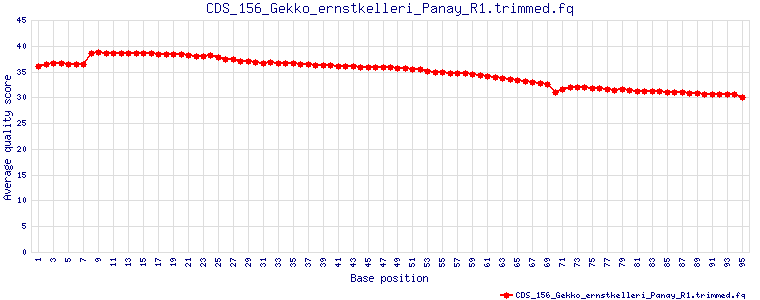 CDS_156_Gekko_ernstkelleri_Panay_R1.trimmed.fq
45
40
35
30
25
20
15
10
5
0
Average quality score
1 3 5 7 9 11 13 15 17 19 21 23 25 27 29 31 33 35 37 39 41 43 45 47 49 51 53 55 57 59 61 63 65 67 69 71 73 75 77 79 81 83 85 87 89 91 93 95
Base position
CDS_156_Gekko_ernstkelleri_Panay_R1.trimmed.fq